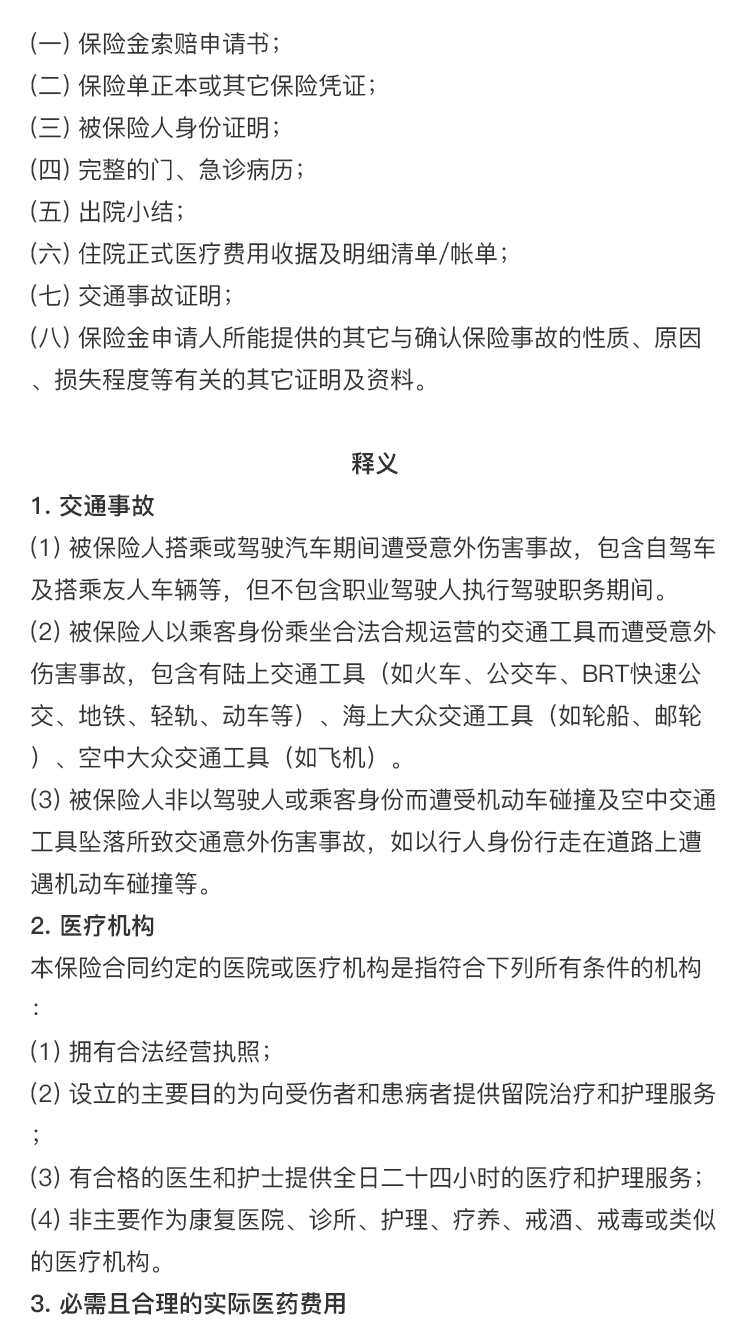 (一) 保险金索赔申请书；
(二) 保险单正本或其它保险凭证；
(三) 被保险人身份证明；
(四) 完整的门、急诊病历；
(五) 出院小结；
(六) 住院正式医疗费用收据及明细清单/帐单；
(七) 交通事故证明；
(八) 保险金申请人所能提供的其它与确认保险事故的性质、原因
、损失程度等有关的其它证明及资料。
释义
1. 交通事故
(1) 被保险人搭乘或驾驶汽车期间遭受意外伤害事故，包含自驾车
及搭乘友人车辆等，但不包含职业驾驶人执行驾驶职务期间。
(2) 被保险人以乘客身份乘坐合法合规运营的交通工具而遭受意外
伤害事故，包含有陆上交通工具（如火车、公交车、BRT快速公
交、地铁、轻轨、动车等）、海上大众交通工具（如轮船、邮轮
）、空中大众交通工具（如飞机）。
(3) 被保险人非以驾驶人或乘客身份而遭受机动车碰撞及空中交通
工具坠落所致交通意外伤害事故，如以行人身份行走在道路上遭
遇机动车碰撞等。
2. 医疗机构
本保险合同约定的医院或医疗机构是指符合下列所有条件的机构
：
(1) 拥有合法经营执照；
(2) 设立的主要目的为向受伤者和患病者提供留院治疗和护理服务
；
(3) 有合格的医生和护士提供全日二十四小时的医疗和护理服务；
(4) 非主要作为康复医院、诊所、护理、疗养、戒酒、戒毒或类似
的医疗机构。
3. 必需且合理的实际医药费用